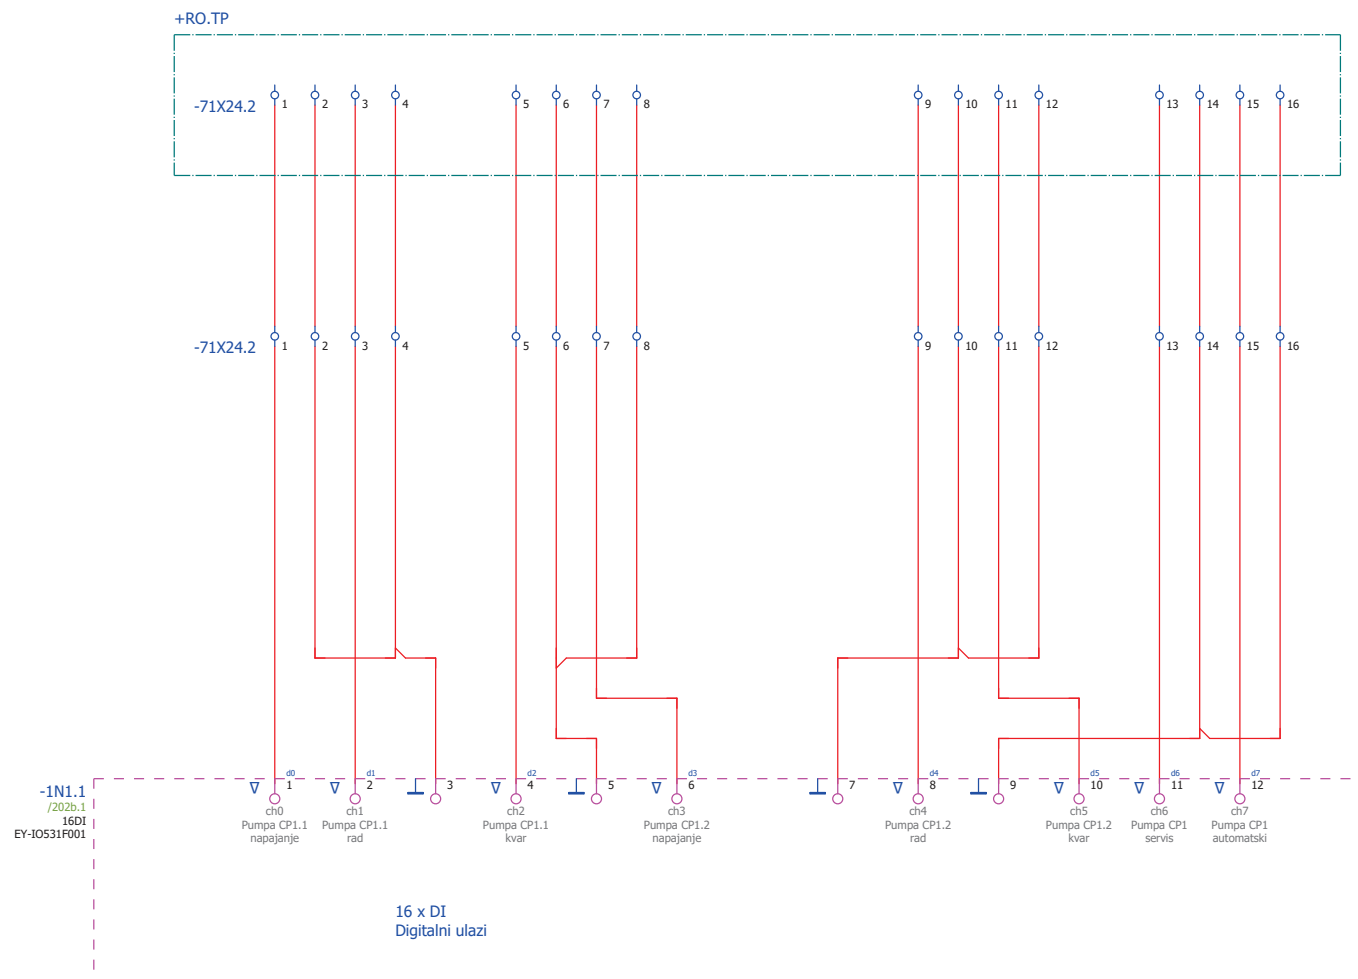 +RO.TP
-71X24.2 1 2 3 4 5 6 7 8 9 10 11 12 13 14 15 16
-71X24.2 1 2 3 4 5 6 7 8 9 10 11 12 13 14 15 16
d0 d1 d2 d3 d4 d5 d6 d7
-1N1.1 1 2 3 4 5 6 7 8 9 10 11 12
/202b.1
16DI
EY-IO531F001
ch0 ch1 ch2 ch3 ch4 ch5 ch6 ch7
Pumpa CP1.1 Pumpa CP1.1 Pumpa CP1.1 Pumpa CP1.2 Pumpa CP1.2 Pumpa CP1.2 Pumpa CP1 Pumpa CP1
napajanje rad kvar napajanje rad kvar servis automatski
16 x DI
Digitalni ulazi